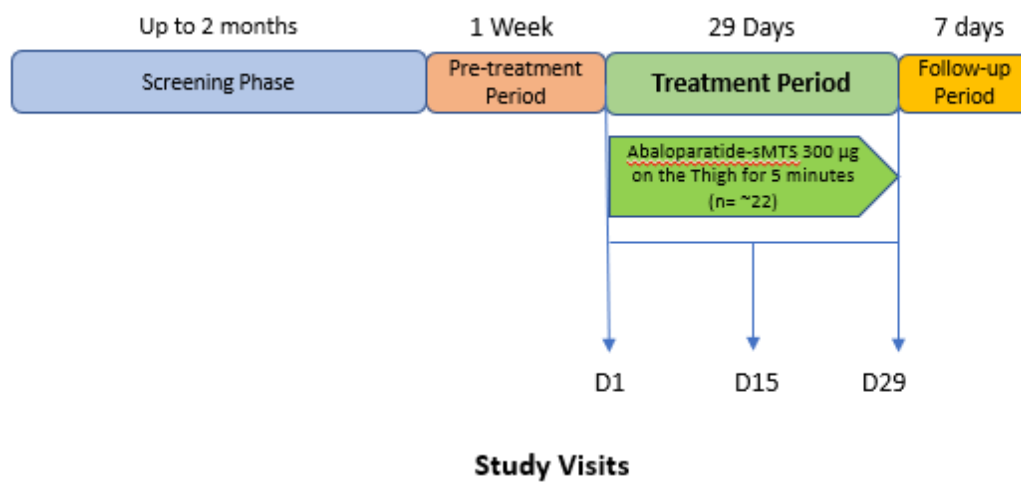 Up to 2 months
1 Week
29 Days
7 days
Screening Phase
Pre-treatment
Period
Treatment Period
Follow-up
Period
Abaloparatide-sMTS 300 µg
on the Thigh for 5 minutes
(n= ~22)
D1
D15
D29
Study Visits